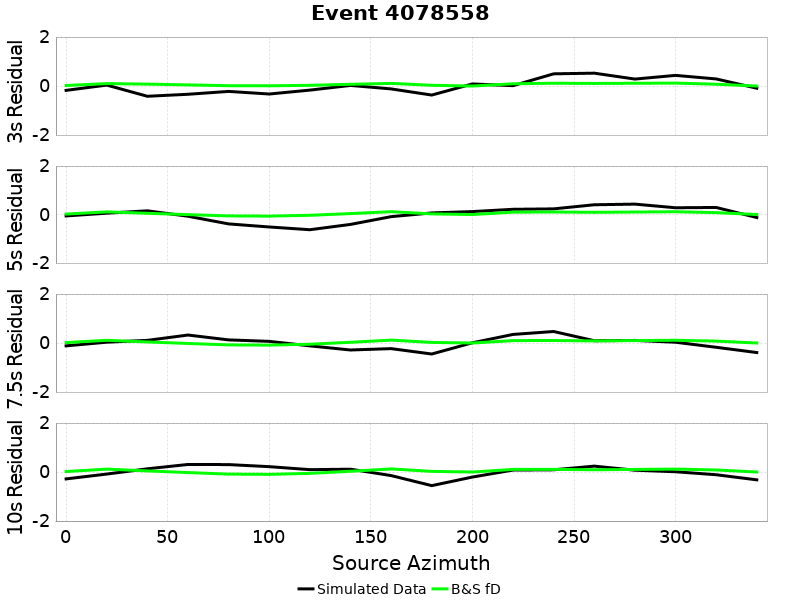 Event 4078558
3s Residual
2
0
-2
5s Residual
2
0
-2
7.5s Residual
2
0
-2
10s Residual
2
0
-2
0 50 100 150 200 250 300
Source Azimuth
Simulated Data B&S fD